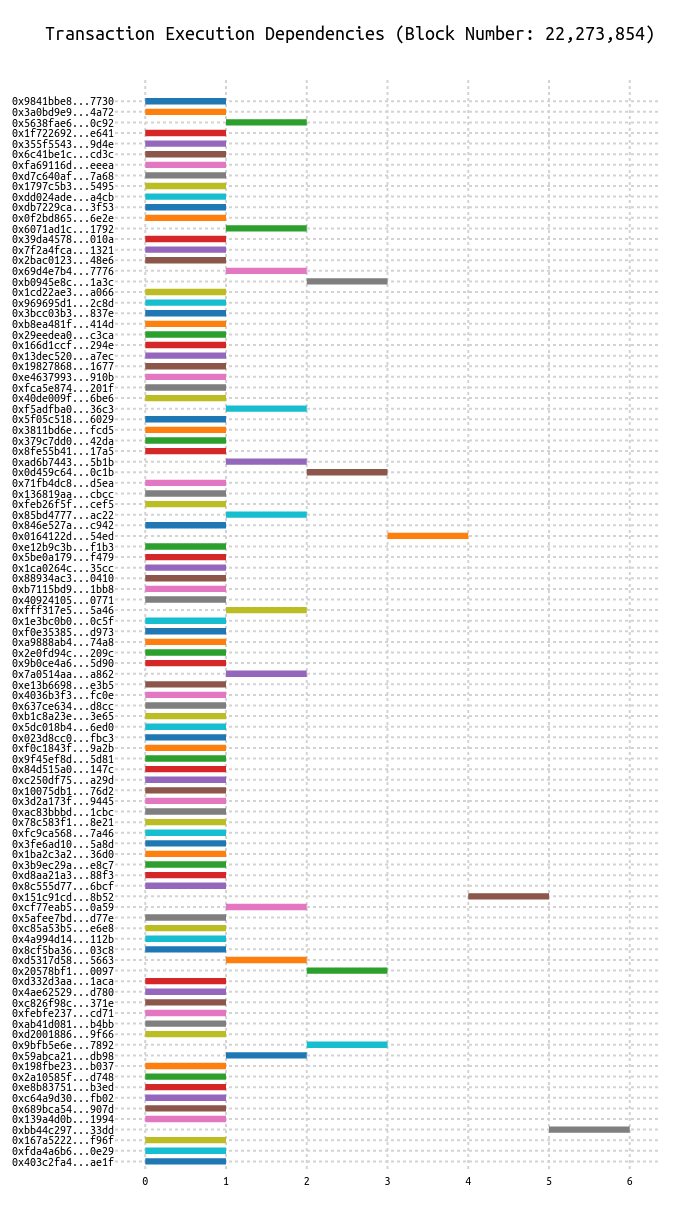 Transaction Execution Dependencies (Block Number: 22,273,854)
0x9841bbe8...7730
0x3a0bd9e9...4a72
0x5638fae6...0c92
0x1f722692...e641
0x355f5543...9d4e
0x6c41be1c...cd3c
0xfa69116d...eeea
0xd7c640af...7a68
0x1797c5b3...5495
0xdd024ade...a4cb
0xdb7229ca...3f53
0x0f2bd865...6e2e
0x6071ad1c...1792
0x39da4578...010a
0x7f2a4fca...1321
0x2bac0123...48e6
0x69d4e7b4...7776
0xb0945e8c...1a3c
0x1cd22ae3...a066
0x969695d1...2c8d
0x3bcc03b3...837e
0xb8ea481f...414d
0x29eedea0...c3ca
0x166d1ccf...294e
0x13dec520...a7ec
0x19827868...1677
0xe4637993...910b
0xfca5e874...201f
0x40de009f...6be6
0xf5adfba0...36c3
0x5f05c518...6029
0x3811bd6e...fcd5
0x379c7dd0...42da
0x8fe55b41...17a5
0xad6b7443...5b1b
0x0d459c64...0c1b
0x71fb4dc8...d5ea
0x136819aa...cbcc
0xfeb26f5f...cef5
0x85bd4777...ac22
0x846e527a...c942
0x0164122d...54ed
0xe12b9c3b...f1b3
0x5be0a179...f479
0x1ca0264c...35cc
0x88934ac3...0410
0xb7115bd9...1bb8
0x40924105...0771
0xfff317e5...5a46
0x1e3bc0b0...0c5f
0xf0e35385...d973
0xa9888ab4...74a8
0x2e0fd94c...209c
0x9b0ce4a6...5d90
0x7a0514aa...a862
0xe13b6698...e3b5
0x4036b3f3...fc0e
0x637ce634...d8cc
0xb1c8a23e...3e65
0x5dc018b4...6ed0
0x023d8cc0...fbc3
0xf0c1843f...9a2b
0x9f45ef8d...5d81
0x84d515a0...147c
0xc250df75...a29d
0x10075db1...76d2
0x3d2a173f...9445
0xac83bbbd...1cbc
0x78c583f1...8e21
0xfc9ca568...7a46
0x3fe6ad10...5a8d
0x1ba2c3a2...36d0
0x3b9ec29a...e8c7
0xd8aa21a3...88f3
0x8c555d77...6bcf
0x151c91cd...8b52
0xcf77eab5...0a59
0x5afee7bd...d77e
0xc85a53b5...e6e8
0x4a994d14...112b
0x8cf5ba36...03c8
0xd5317d58...5663
0x20578bf1...0097
0xd332d3aa...1aca
0x4ae62529...d780
0xc826f98c...371e
0xfebfe237...cd71
0xab41d081...b4bb
0xd2001886...9f66
0x9bfb5e6e...7892
0x59abca21...db98
0x198fbe23...b037
0x2a10585f...d748
0xe8b83751...b3ed
0xc64a9d30...fb02
0x689bca54...907d
0x139a4d0b...1994
0xbb44c297...33dd
0x167a5222...f96f
0xfda4a6b6...0e29
0x403c2fa4...ae1f
0 1 2 3 4 5 6